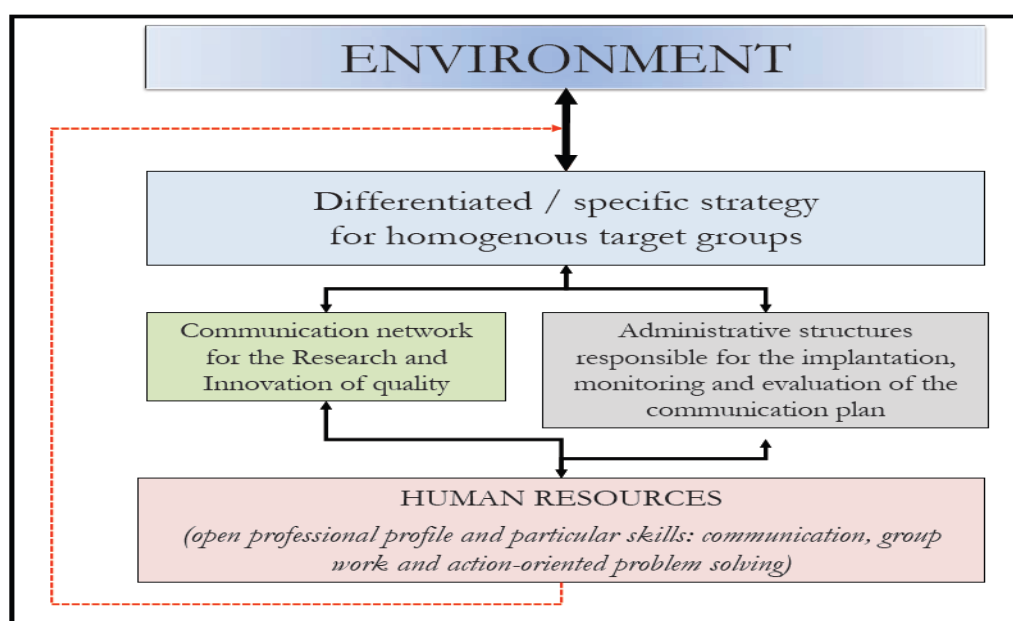 ENVIRONMENT
Differentiated / specific strategy
for homogenous target groups
Communication network
for the Research and
Innovation of quality
Administrative structures
responsible for the implantation,
monitoring and evaluation of the
communication plan
HUMAN RESOURCES
(open professional profile and particular skills: communication, group
work and action-oriented problem solving)